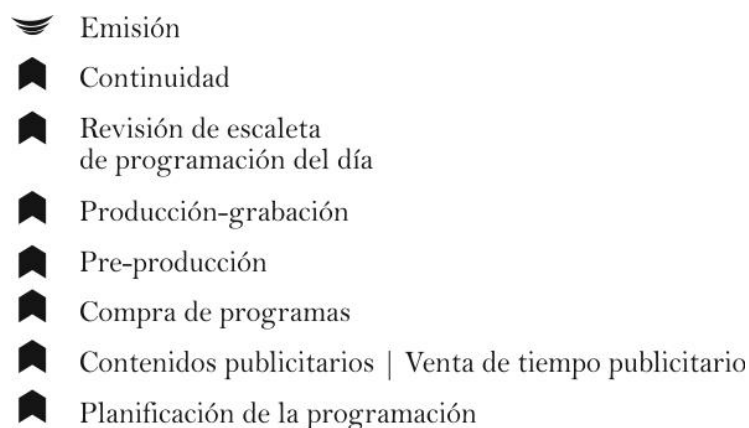 Emisión
Continuidad
Revisión de escaleta
de programación del día
Producción-grabación
Pre-producción
Compra de programas
Contenidos publicitarios | Venta de tiempo publicitario
Planificación de la programación